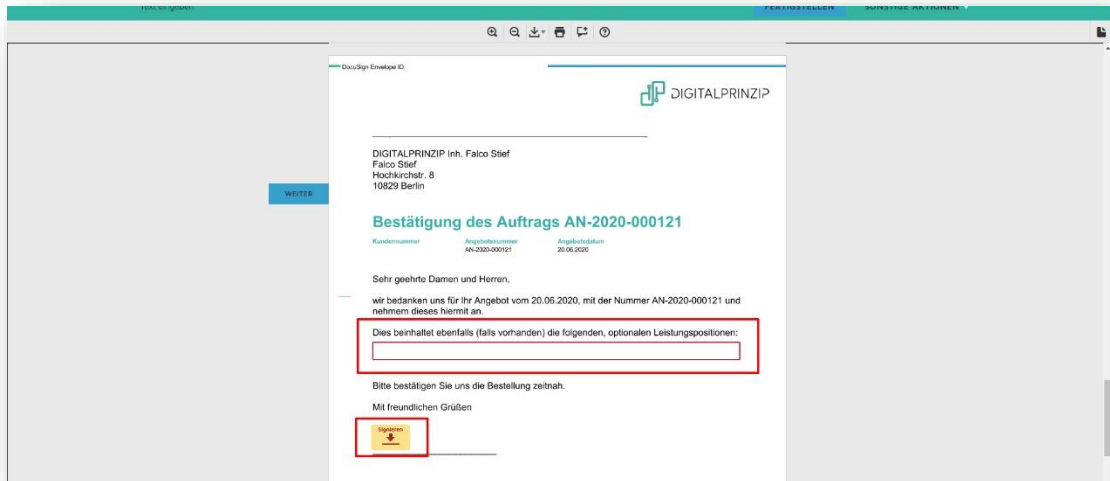 Text eingeben
FERTIGSTELLEN
SONSTIGE AKTIONEN
DocuSign Envelope ID:
DIGITALPRINZIP
DIGITALPRINZIP Inh. Falco Stief
Falco Stief
Hochkirchstr. 8
10829 Berlin
WEITER
Bestätigung des Auftrags AN-2020-000121
Kundennummer Angebotsnummer Angebotsdatum
AN-2020-000121 20.06.2020
Sehr geehrte Damen und Herren,
wir bedanken uns für Ihr Angebot vom 20.06.2020, mit der Nummer AN-2020-000121 und
nehmem dieses hiermit an.
Dies beinhaltet ebenfalls (falls vorhanden) die folgenden, optionalen Leistungspositionen:
Bitte bestätigen Sie uns die Bestellung zeitnah.
Mit freundlichen Grüßen
Signieren